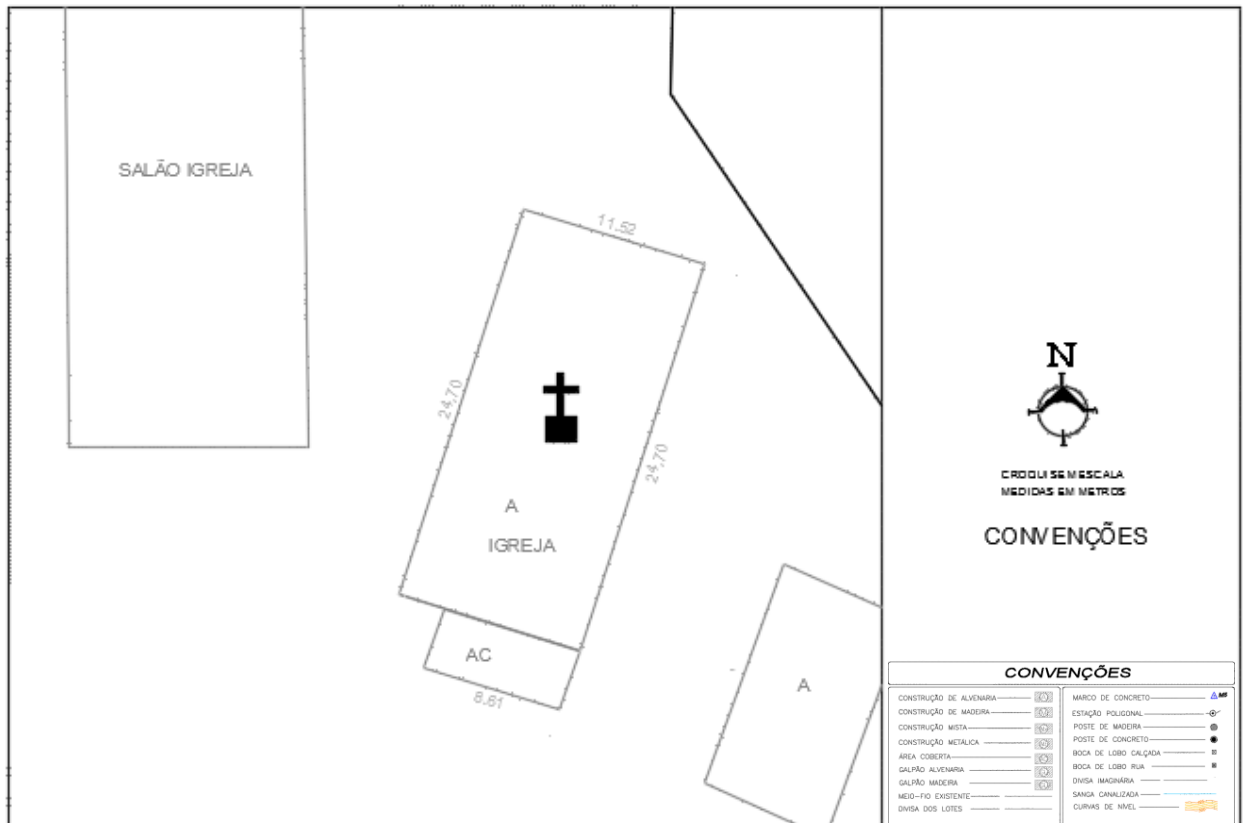 SALÃO IGREJA
11,52
24,70
24,70
A
IGREJA
AC
8,61
A
N
CROQUI SEM ESCALA
MEDIDAS EM METROS
CONVENÇÕES
CONVENÇÕES
CONSTRUÇÃO DE ALVENARIA
CONSTRUÇÃO DE MADEIRA
CONSTRUÇÃO MISTA
CONSTRUÇÃO METÁLICA
ÁREA COBERTA
GALPÃO ALVENARIA
GALPÃO MADEIRA
MEIO-FIO EXISTENTE
DIVISA DOS LOTES
MARCO DE CONCRETO
ESTAÇÃO POLIGONAL
POSTE DE MADEIRA
POSTE DE CONCRETO
BOCA DE LOBO CALÇADA
BOCA DE LOBO RUA
DIVISA IMAGINÁRIA
SANGA CANALIZADA
CURVAS DE NÍVEL